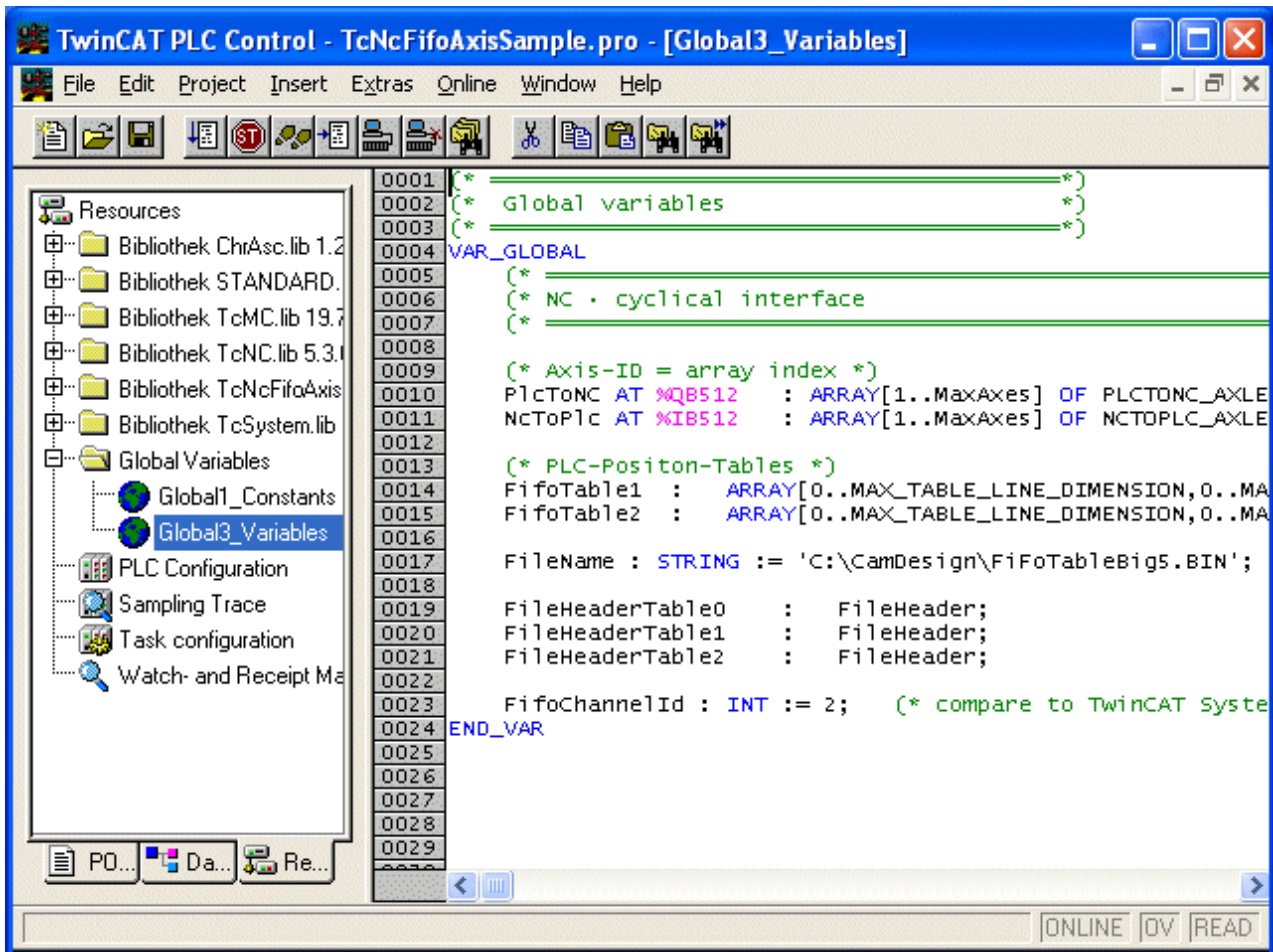 TwinCAT PLC Control - TcNcFifoAxisSample.pro - [Global3_Variables]
File Edit Project Insert Extras Online Window Help
ST
Resources
Bibliothek ChrAsc.lib 1.2
Bibliothek STANDARD.
Bibliothek TcMC.lib 19.7
Bibliothek TcNC.lib 5.3.
Bibliothek TcNcFifoAxis
Bibliothek TcSystem.lib
Global Variables
Global1_Constants
Global3_Variables
PLC Configuration
Sampling Trace
Task configuration
Watch- and Receipt Ma
PO... Da... Re...
0001 (* ══════════════════════*)
0002 (* Global variables *)
0003 (* ══════════════════════*)
0004 VAR_GLOBAL
0005 (* ══════════════════════
0006 (* NC · cyclical interface
0007 (* ══════════════════════
0008
0009 (* Axis-ID = array index *)
0010 PlcToNC AT %QB512 : ARRAY[1..MaxAxes] OF PLCTONC_AXLE
0011 NcToPlc AT %IB512 : ARRAY[1..MaxAxes] OF NCTOPLC_AXLE
0012
0013 (* PLC-Positon-Tables *)
0014 FifoTable1 : ARRAY[0..MAX_TABLE_LINE_DIMENSION,0..MA
0015 FifoTable2 : ARRAY[0..MAX_TABLE_LINE_DIMENSION,0..MA
0016
0017 FileName : STRING := 'C:\CamDesign\FiFoTableBig5.BIN';
0018
0019 FileHeaderTable0 : FileHeader;
0020 FileHeaderTable1 : FileHeader;
0021 FileHeaderTable2 : FileHeader;
0022
0023 FifoChannelId : INT := 2; (* compare to TwinCAT Syste
0024 END_VAR
0025
0026
0027
0028
0029
ONLINE OV READ